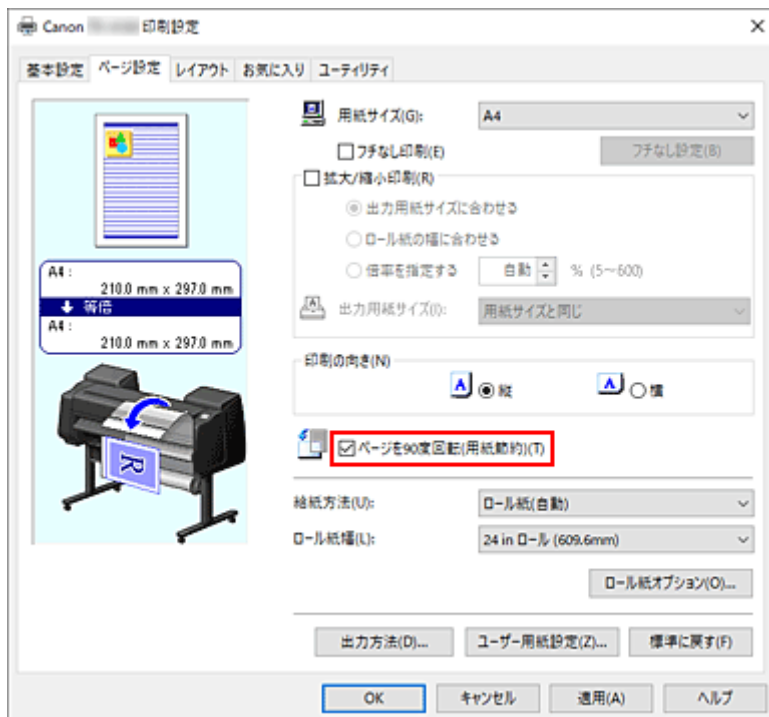 Canon 印刷設定
基本設定 ページ設定 レイアウト お気に入り ユーティリティ
用紙サイズ(G): A4
フチなし印刷(E) フチなし設定(B)
拡大/縮小印刷(R)
出力用紙サイズに合わせる
ロール紙の幅に合わせる
倍率を指定する 自動 % (5～600)
出力用紙サイズ(I): 用紙サイズと同じ
A4 :
210.0 mm x 297.0 mm
等倍
A4 :
210.0 mm x 297.0 mm
印刷の向き(N)
A 縦 A 横
R
ページを90度回転(用紙節約)(T)
給紙方法(U): ロール紙(自動)
ロール紙幅(L): 24 in ロール (609.6mm)
ロール紙オプション(O)...
出力方法(D)... ユーザー用紙設定(Z)... 標準に戻す(F)
OK キャンセル 適用(A) ヘルプ